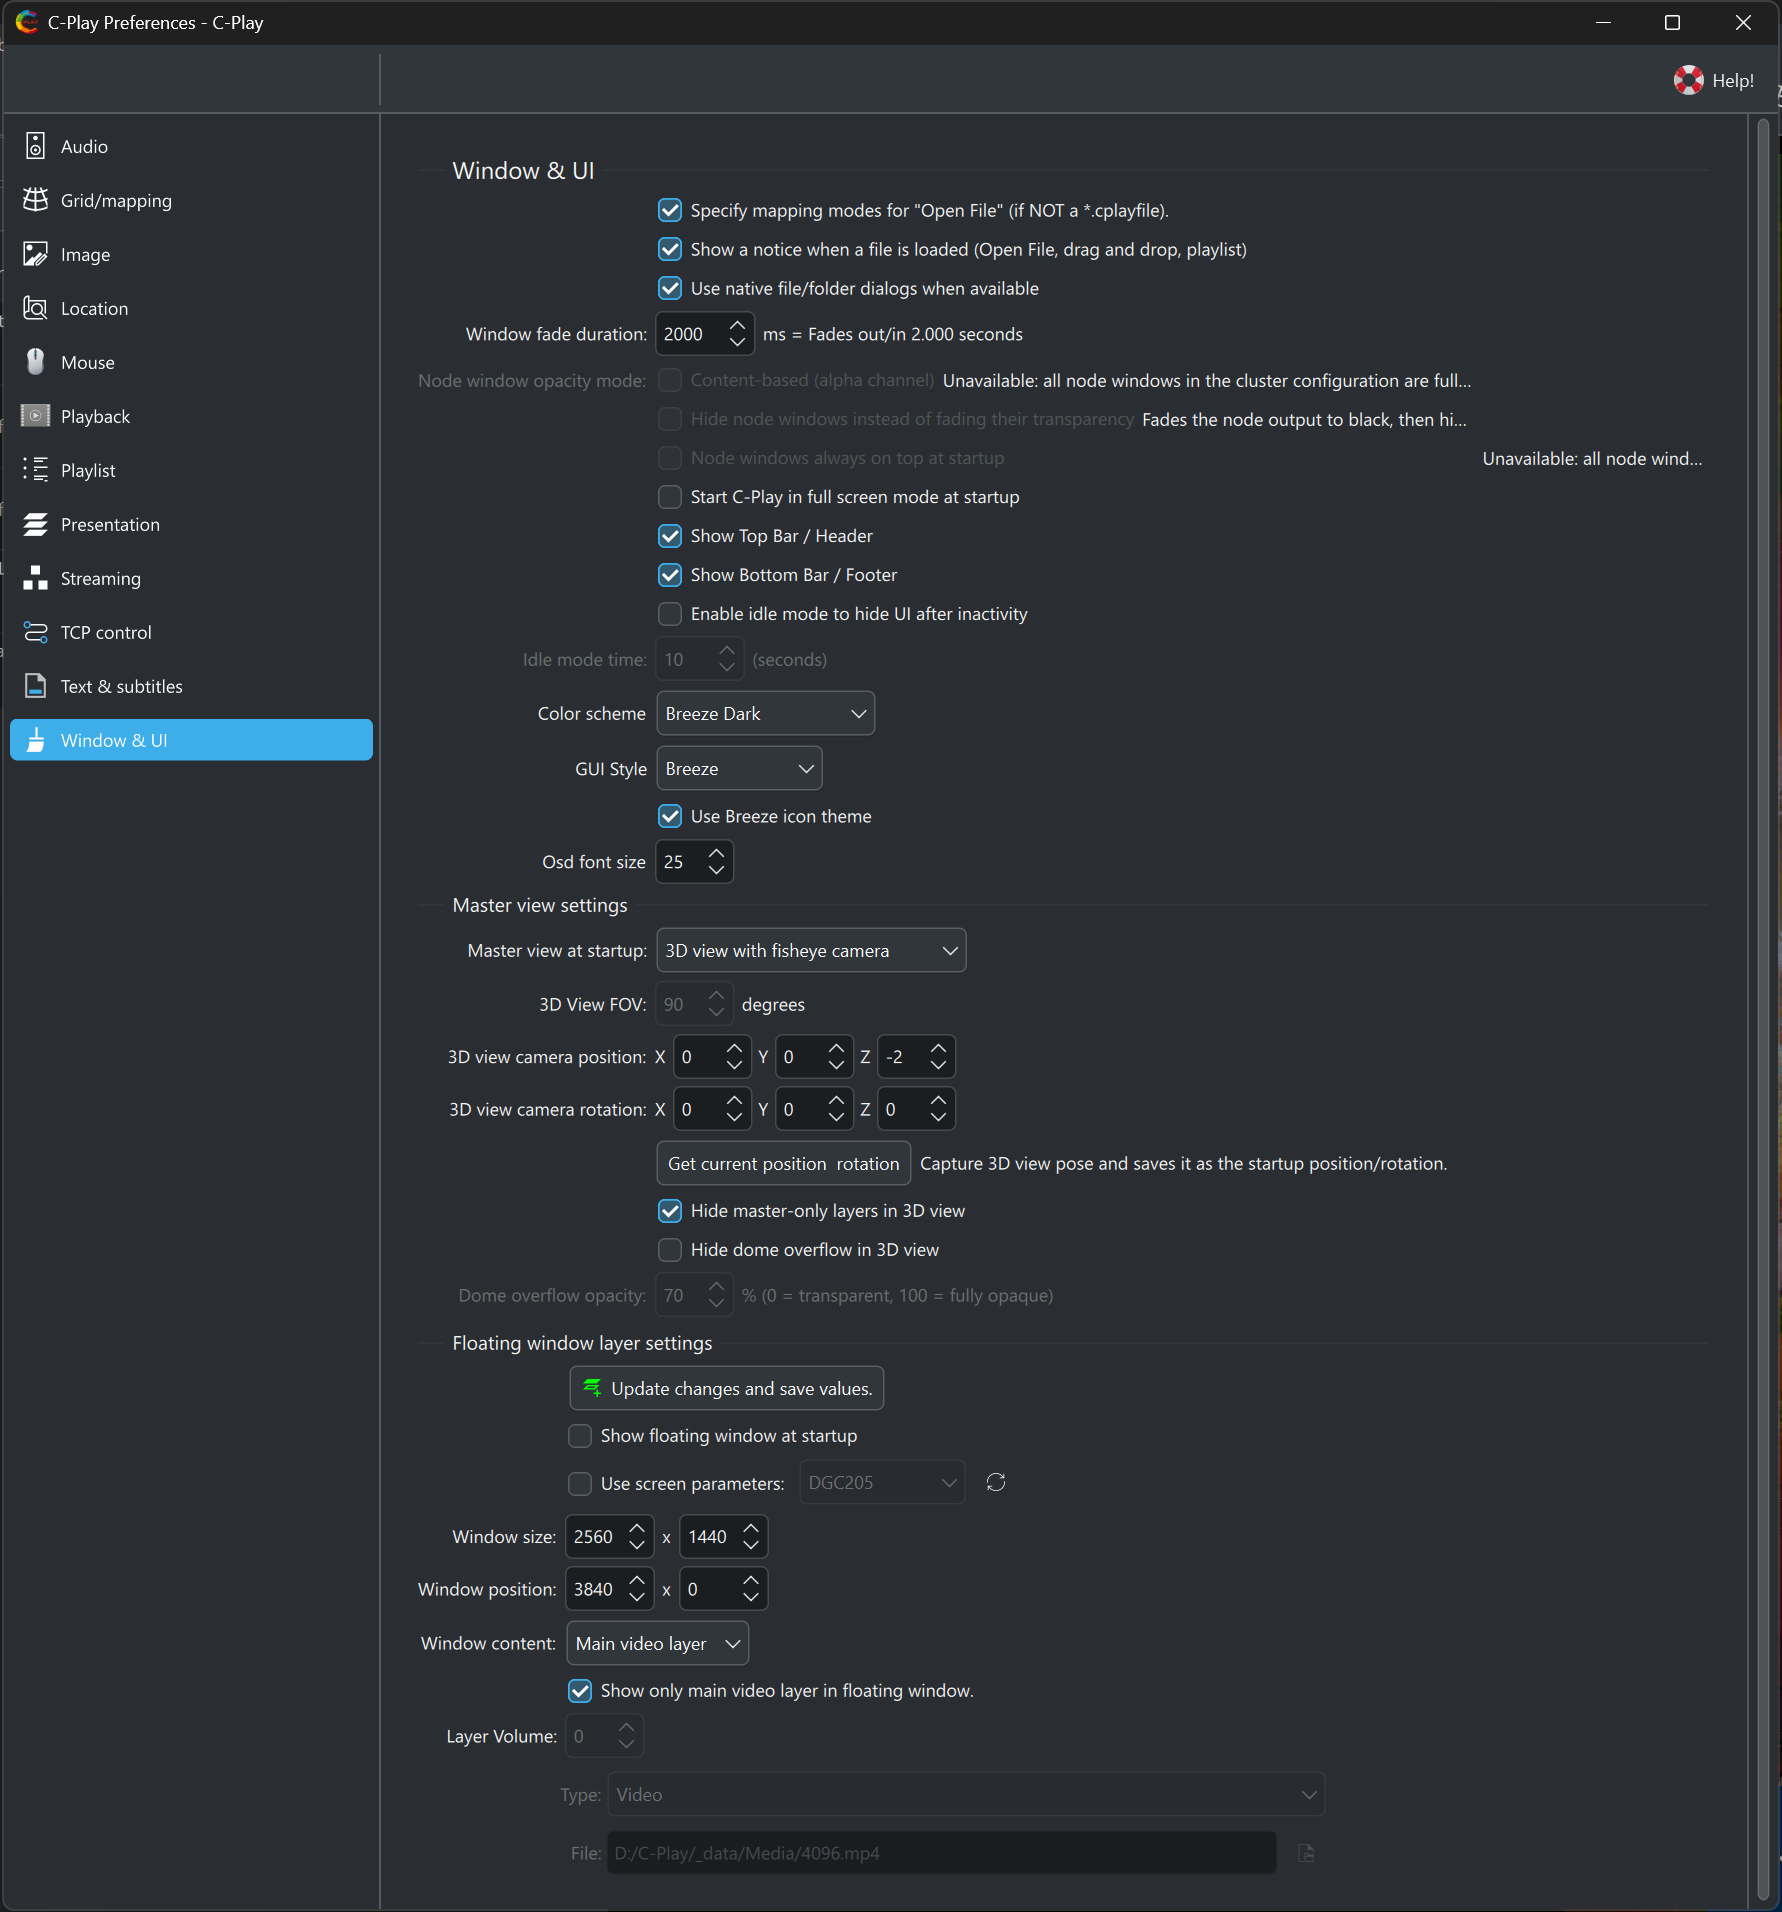 C-Play Preferences - C-Play
Help!
Audio
Grid/mapping
Image
Location
Mouse
Playback
Playlist
Presentation
Streaming
TCP control
Text & subtitles
Window & UI
Window & UI
Specify mapping modes for "Open File" (if NOT a *.cplayfile).
Show a notice when a file is loaded (Open File, drag and drop, playlist)
Use native file/folder dialogs when available
Window fade duration: 2000 ms = Fades out/in 2.000 seconds
Node window opacity mode: Content-based (alpha channel) Unavailable: all node windows in the cluster configuration are full...
Hide node windows instead of fading their transparency Fades the node output to black, then hi...
Node windows always on top at startup Unavailable: all node wind...
Start C-Play in full screen mode at startup
Show Top Bar / Header
Show Bottom Bar / Footer
Enable idle mode to hide UI after inactivity
Idle mode time: 10 (seconds)
Color scheme Breeze Dark
GUI Style Breeze
Use Breeze icon theme
Osd font size 25
Master view settings
Master view at startup: 3D view with fisheye camera
3D View FOV: 90 degrees
3D view camera position: X 0 Y 0 Z -2
3D view camera rotation: X 0 Y 0 Z 0
Get current position rotation Capture 3D view pose and saves it as the startup position/rotation.
Hide master-only layers in 3D view
Hide dome overflow in 3D view
Dome overflow opacity: 70 % (0 = transparent, 100 = fully opaque)
Floating window layer settings
Update changes and save values.
Show floating window at startup
Use screen parameters: DGC205
Window size: 2560 x 1440
Window position: 3840 x 0
Window content: Main video layer
Show only main video layer in floating window.
Layer Volume: 0
Type: Video
File: D:/C-Play/_data/Media/4096.mp4